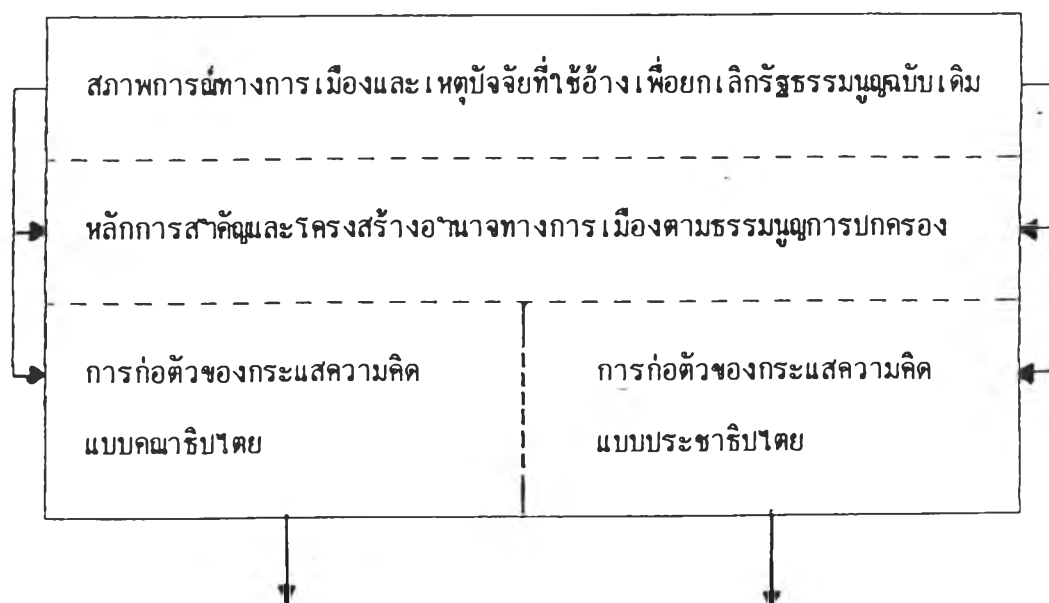 สภาพการณ์ทางการเมืองและเหตุปัจจัยที่ใช้อ้างเพื่อยกเลิกรัฐธรรมนูญฉบับเดิม
หลักการสำคัญและโครงสร้างอำนาจทางการเมืองตามธรรมนูญการปกครอง
การก่อตัวของกระแสความคิด
แบบคณาธิปไตย
การก่อตัวของกระแสความคิด
แบบประชาธิปไตย